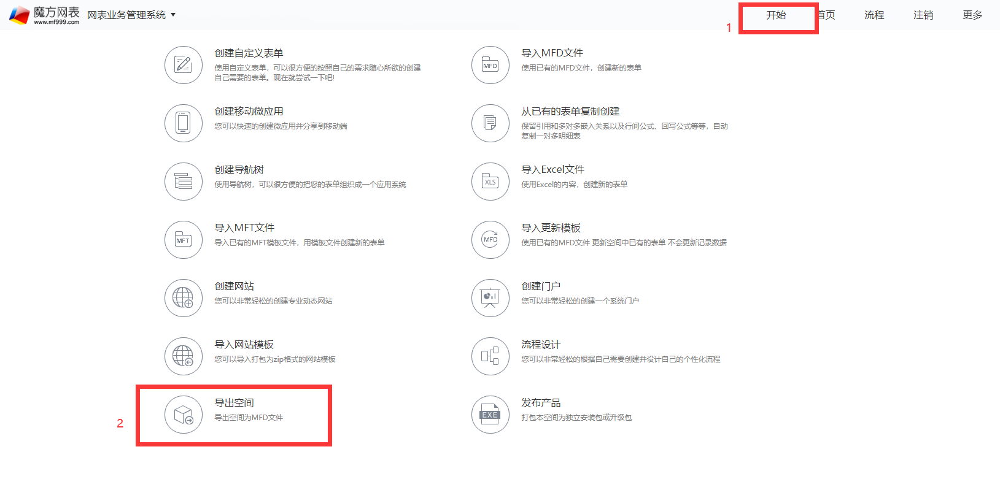 魔方网表
www.mf999.com
网表业务管理系统
开始
首页
流程
注销
更多
1
创建自定义表单
使用自定义表单，可以很方便的按照自己的需求随心所欲的创建
自己需要的表单。现在就尝试一下吧!
MFD
导入MFD文件
使用已有的MFD文件，创建新的表单
创建移动微应用
您可以快速的创建微应用并分享到移动端
从已有的表单复制创建
保留引用和多对多嵌入关系以及行间公式、回写公式等等，自动
复制一对多明细表
创建导航树
使用导航树，可以很方便的把您的表单组织成一个应用系统
XLS
导入Excel文件
使用Excel的内容，创建新的表单
MFT
导入MFT文件
导入已有的MFT模板文件，用模板文件创建新的表单
MFD
导入更新模板
使用已有的MFD文件 更新空间中已有的表单 不会更新记录数据
创建网站
您可以非常轻松的创建专业动态网站
创建门户
您可以非常轻松的创建一个系统门户
导入网站模板
您可以导入打包为zip格式的网站模板
流程设计
您可以非常轻松的根据自己需要创建并设计自己的个性化流程
2
导出空间
导出空间为MFD文件
EXE
发布产品
打包本空间为独立安装包或升级包